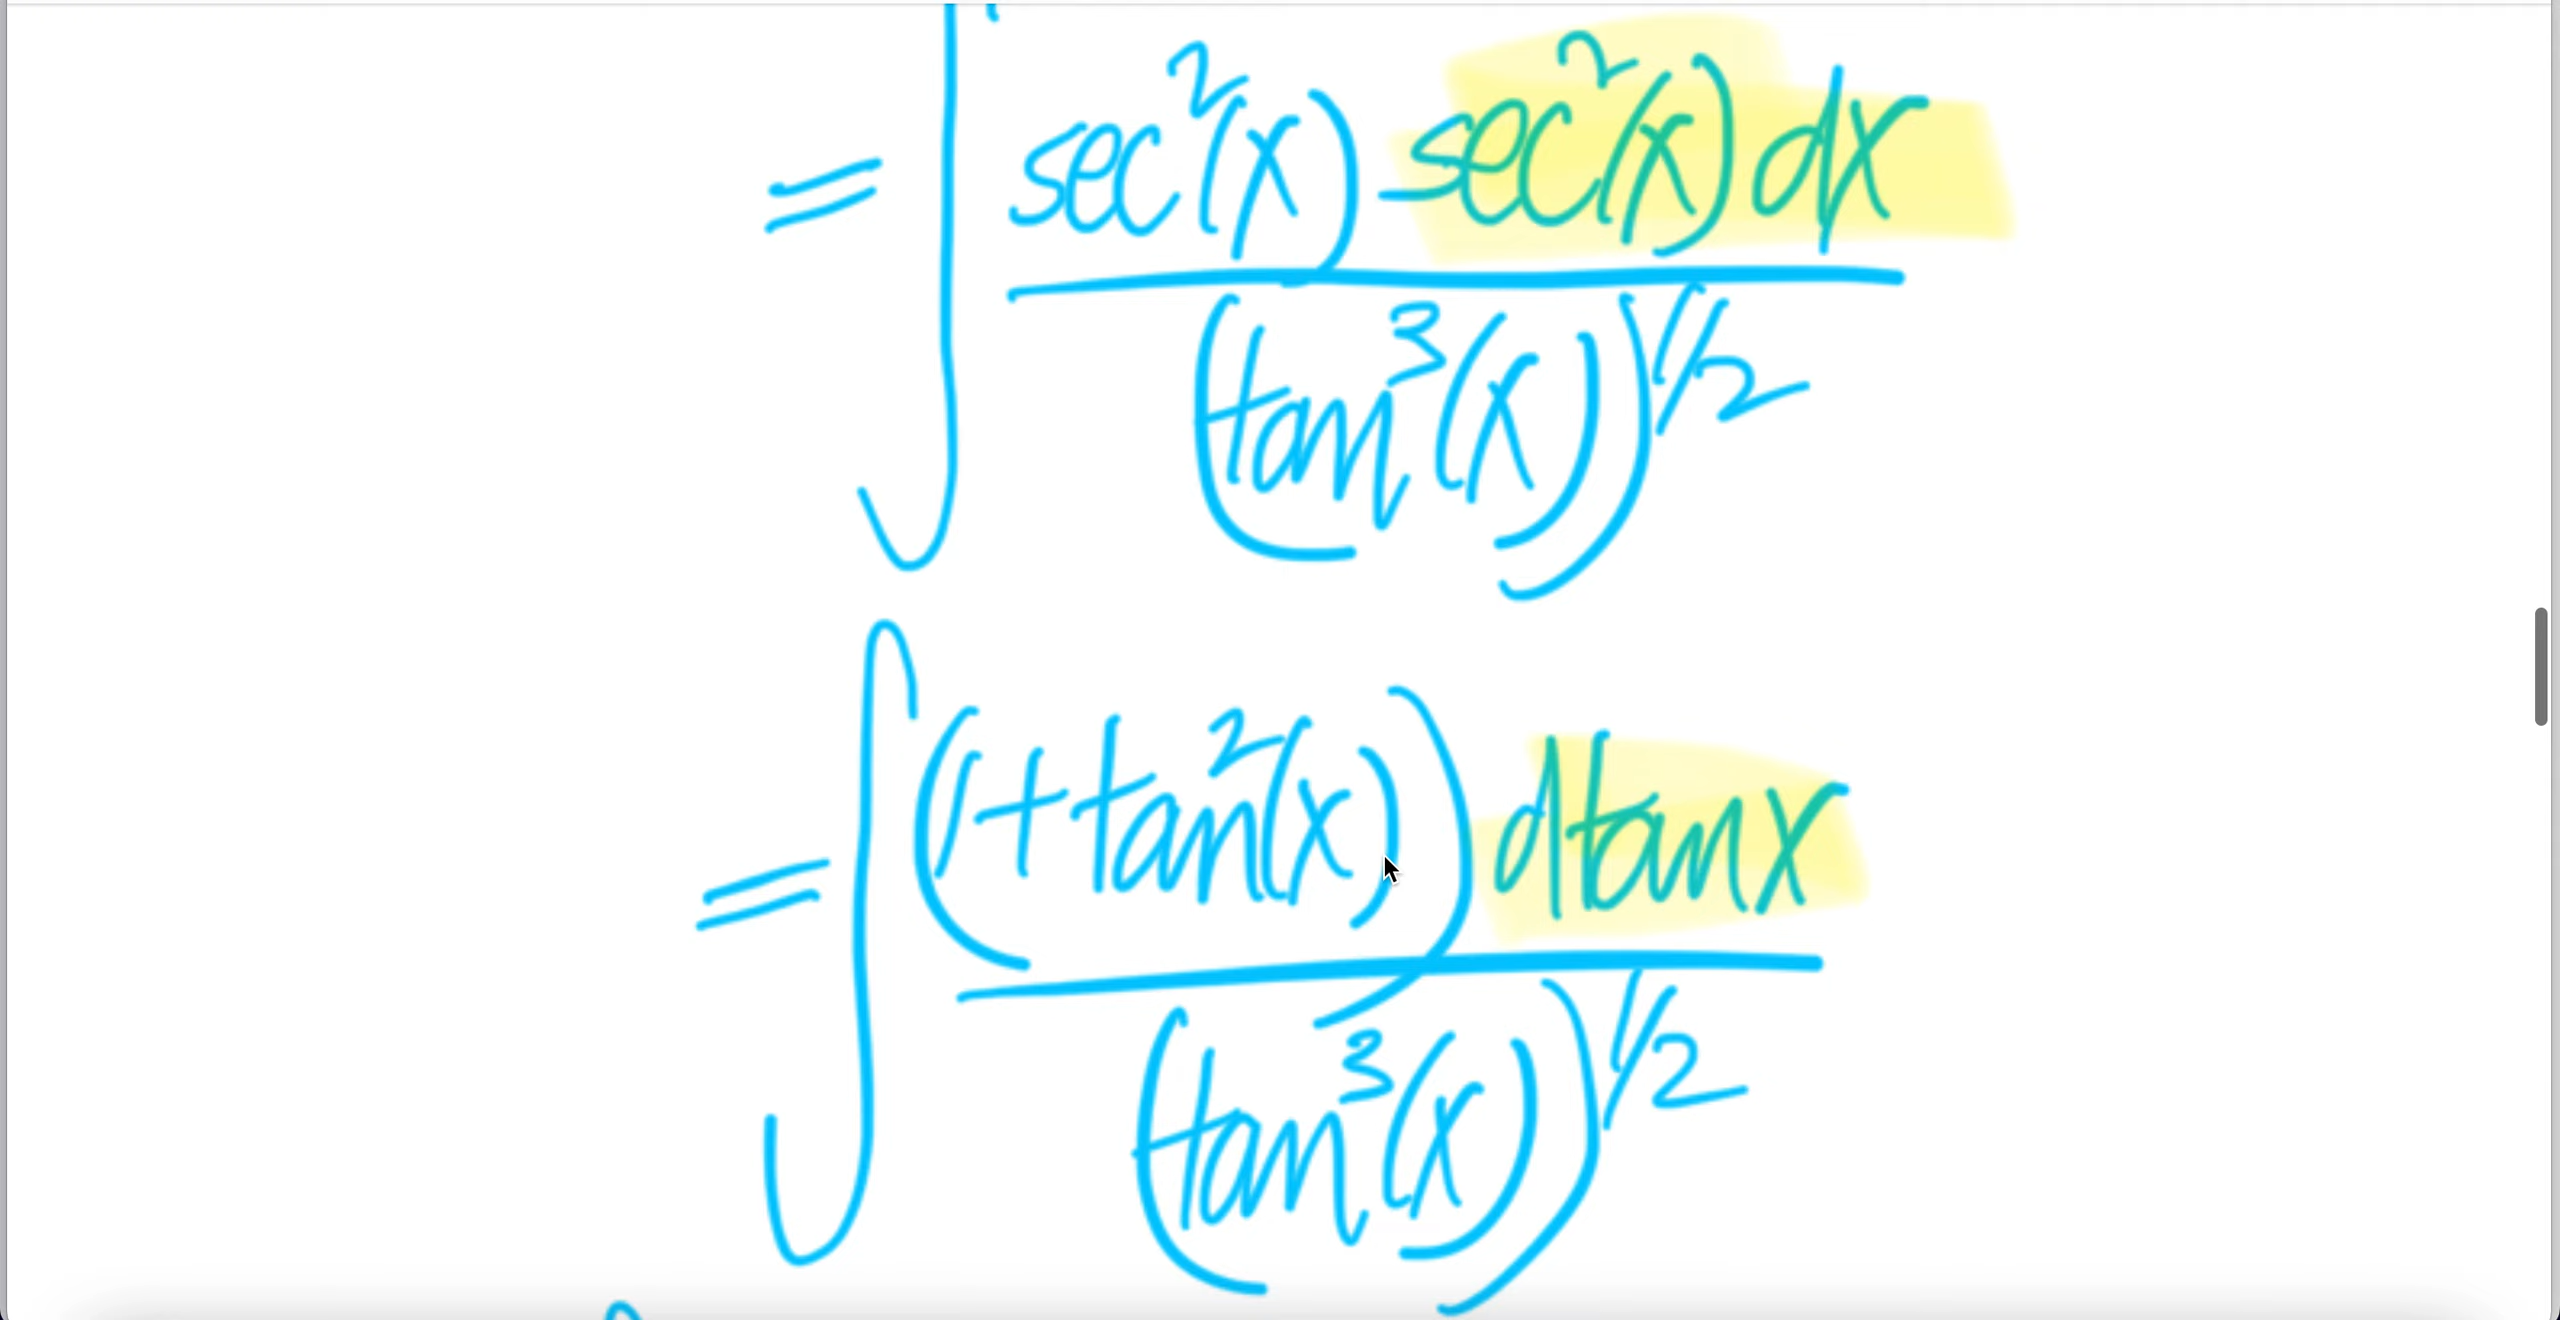 = ∫ sec²(x) sec²(x) dx
(tan³(x))^1/2
= ∫ (1+tan²(x)) dtanx
(tan³(x))^1/2